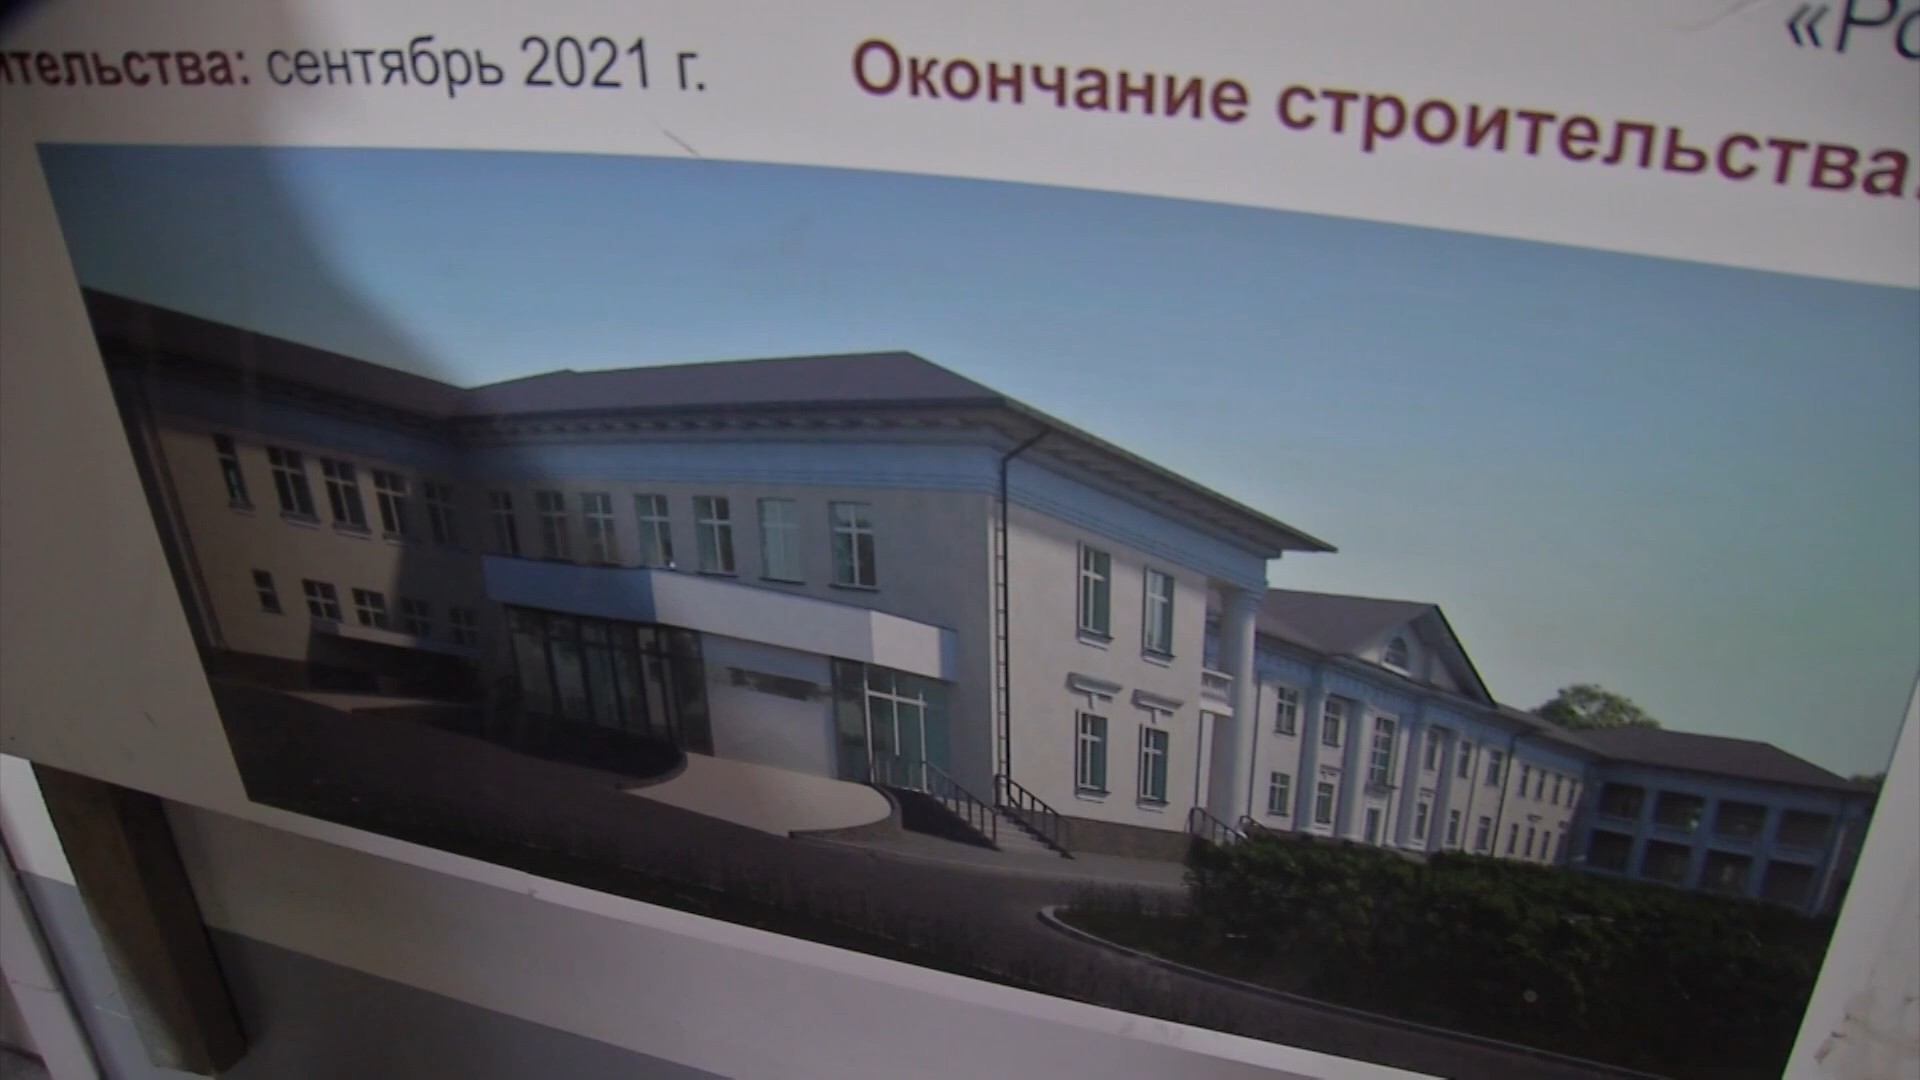 ительства: сентябрь 2021 г.
Окончание строительства: